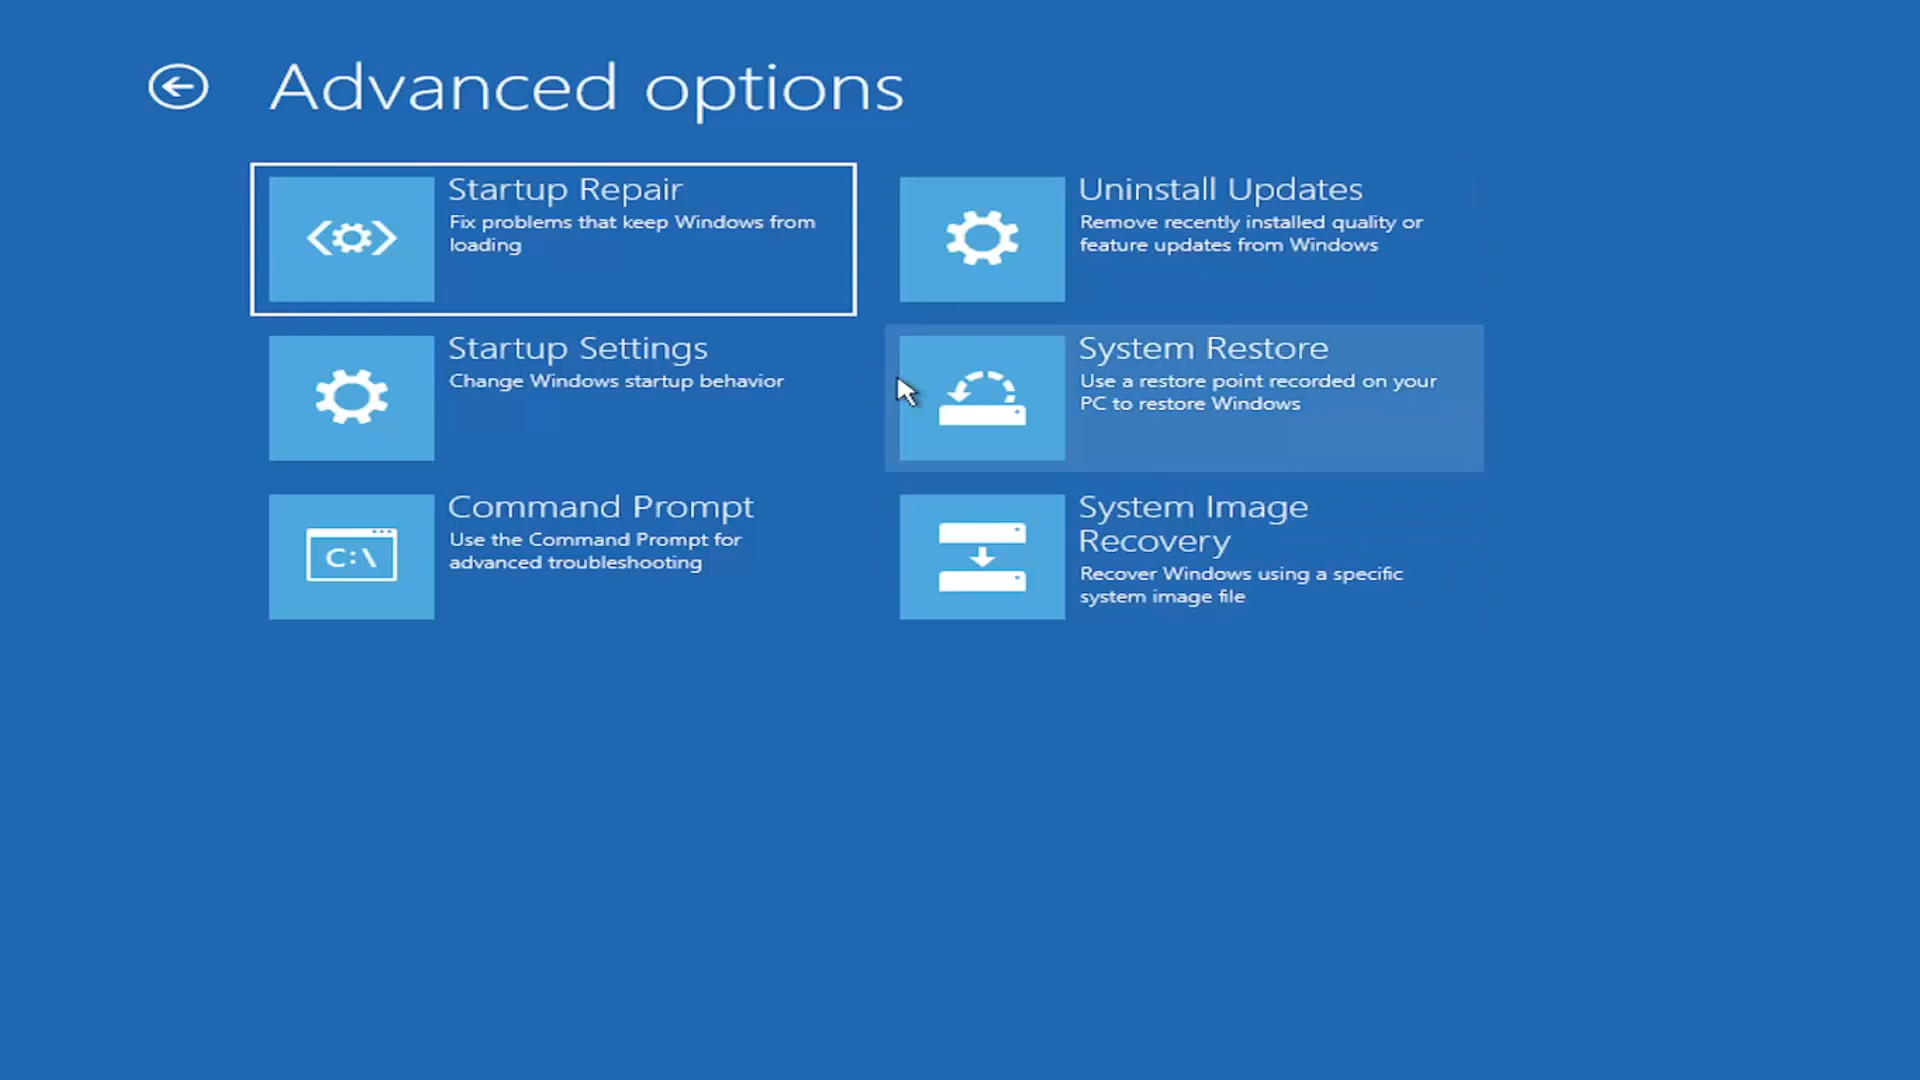 Advanced options
Startup Repair
Fix problems that keep Windows from
loading
Uninstall Updates
Remove recently installed quality or
feature updates from Windows
Startup Settings
Change Windows startup behavior
System Restore
Use a restore point recorded on your
PC to restore Windows
C:\
Command Prompt
Use the Command Prompt for
advanced troubleshooting
System Image
Recovery
Recover Windows using a specific
system image file